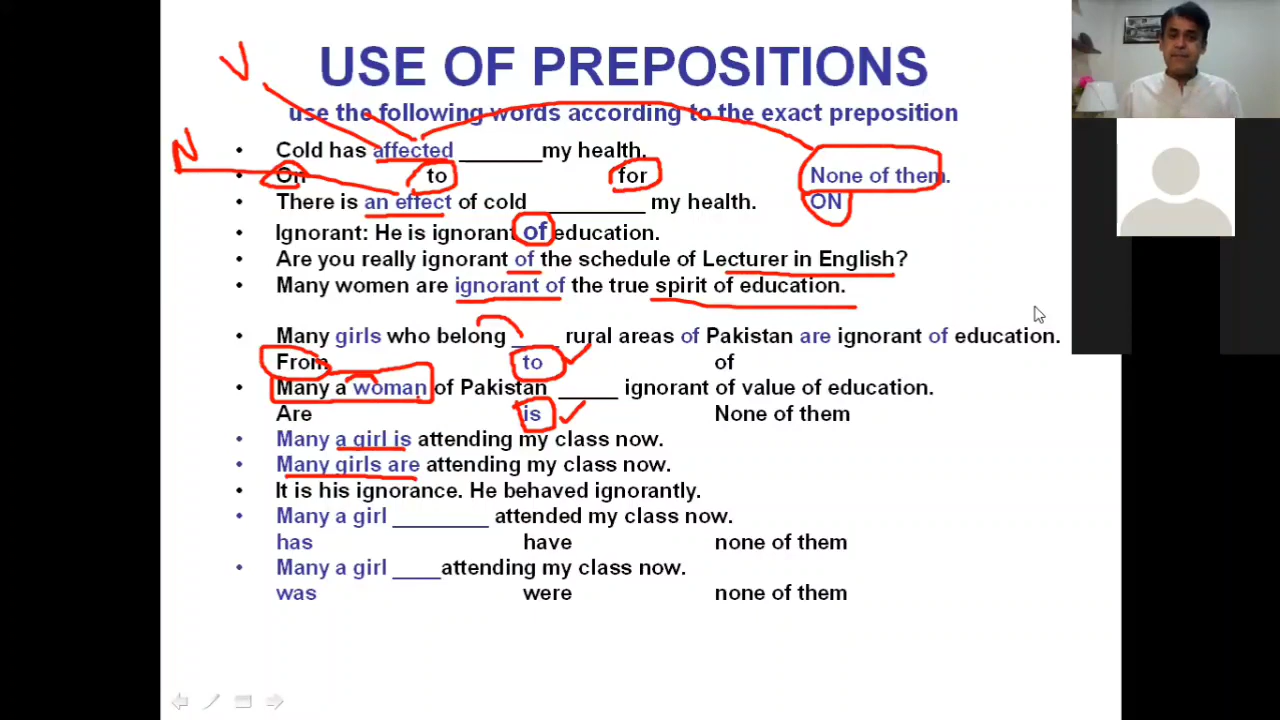 USE OF PREPOSITIONS
use the following words according to the exact preposition
V
N
• Cold has affected _______my health.
• On to for None of them.
• There is an effect of cold _________ my health. ON
• Ignorant: He is ignorant of education.
• Are you really ignorant of the schedule of Lecturer in English?
• Many women are ignorant of the true spirit of education.
• Many girls who belong ____ rural areas of Pakistan are ignorant of education.
From to of
• Many a woman of Pakistan _____ ignorant of value of education.
Are is None of them
• Many a girl is attending my class now.
• Many girls are attending my class now.
• It is his ignorance. He behaved ignorantly.
• Many a girl ________ attended my class now.
has have none of them
• Many a girl ____attending my class now.
was were none of them